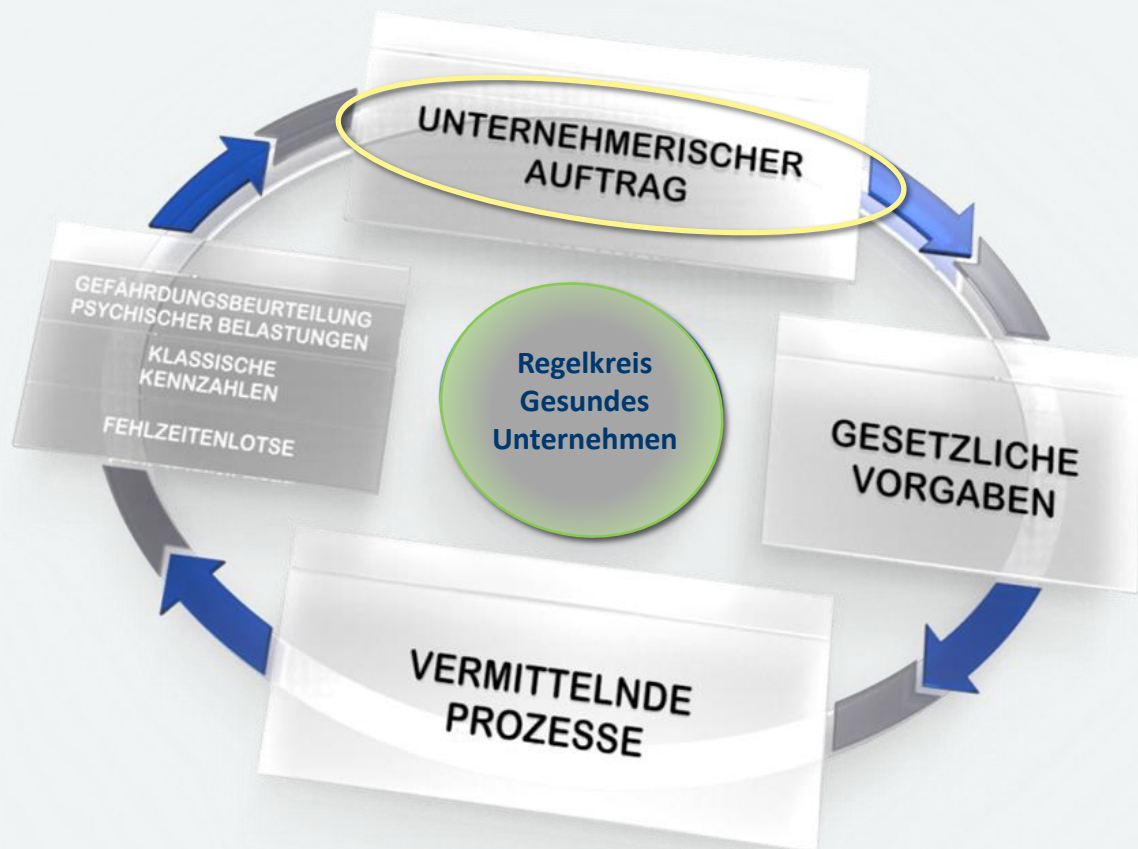 UNTERNEHMERISCHER
AUFTRAG
GEFÄHRDUNGSBEURTEILUNG
PSYCHISCHER BELASTUNGEN
KLASSISCHE
KENNZAHLEN
FEHLZEITENLOTSE
Regelkreis
Gesundes
Unternehmen
GESETZLICHE
VORGABEN
VERMITTELNDE
PROZESSE